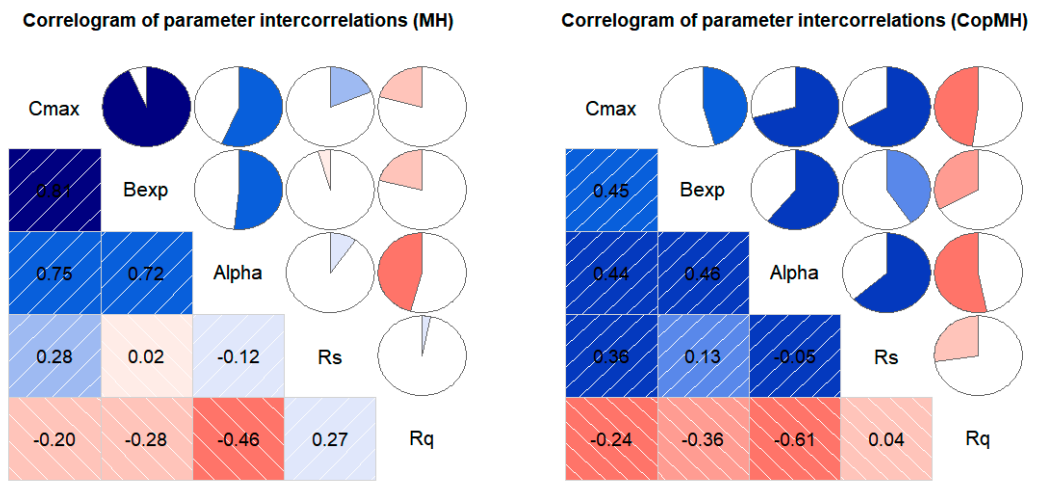 Correlogram of parameter intercorrelations (MH)
Cmax
0.81 Bexp
0.75 0.72 Alpha
0.28 0.02 -0.12 Rs
-0.20 -0.28 -0.46 0.27 Rq
Correlogram of parameter intercorrelations (CopMH)
Cmax
0.45 Bexp
0.44 0.46 Alpha
0.36 0.13 -0.05 Rs
-0.24 -0.36 -0.61 0.04 Rq